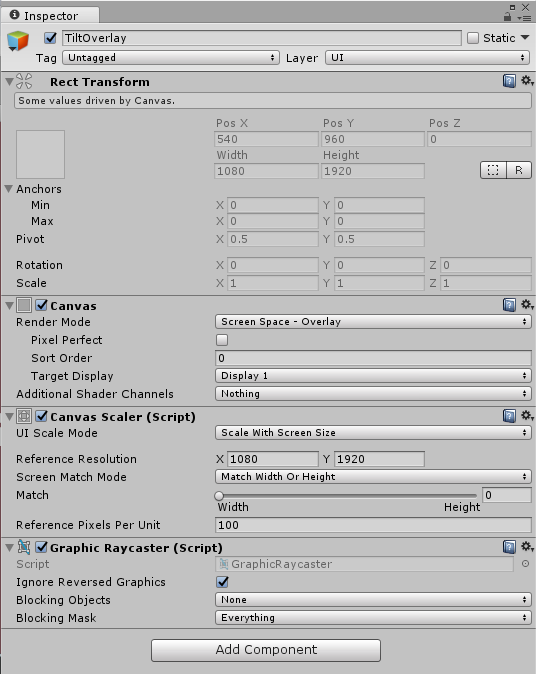 Inspector
TiltOverlay Static
Tag Untagged Layer UI
Rect Transform
Some values driven by Canvas.
Pos X Pos Y Pos Z
540 960 0
Width Height
1080 1920 R
Anchors
Min X 0 Y 0
Max X 0 Y 0
Pivot X 0.5 Y 0.5
Rotation X 0 Y 0 Z 0
Scale X 1 Y 1 Z 1
Canvas
Render Mode Screen Space - Overlay
Pixel Perfect
Sort Order 0
Target Display Display 1
Additional Shader Channels Nothing
Canvas Scaler (Script)
UI Scale Mode Scale With Screen Size
Reference Resolution X 1080 Y 1920
Screen Match Mode Match Width Or Height
Match 0
Width Height
Reference Pixels Per Unit 100
Graphic Raycaster (Script)
Script GraphicRaycaster
Ignore Reversed Graphics
Blocking Objects None
Blocking Mask Everything
Add Component